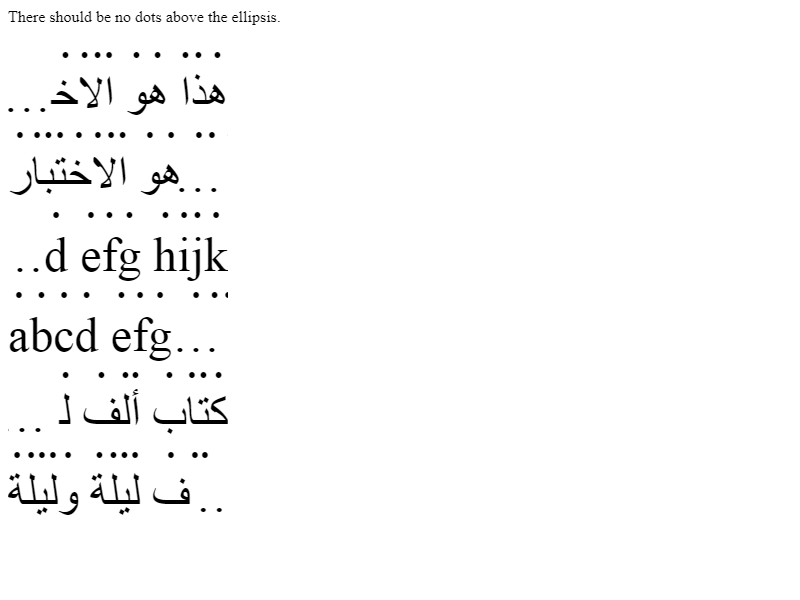 There should be no dots above the ellipsis.
هذا هو الاخ…
…هو الاختبار
..d efg hijk
abcd efg…
كتاب ألف لـ …
..ف ليلة وليلة